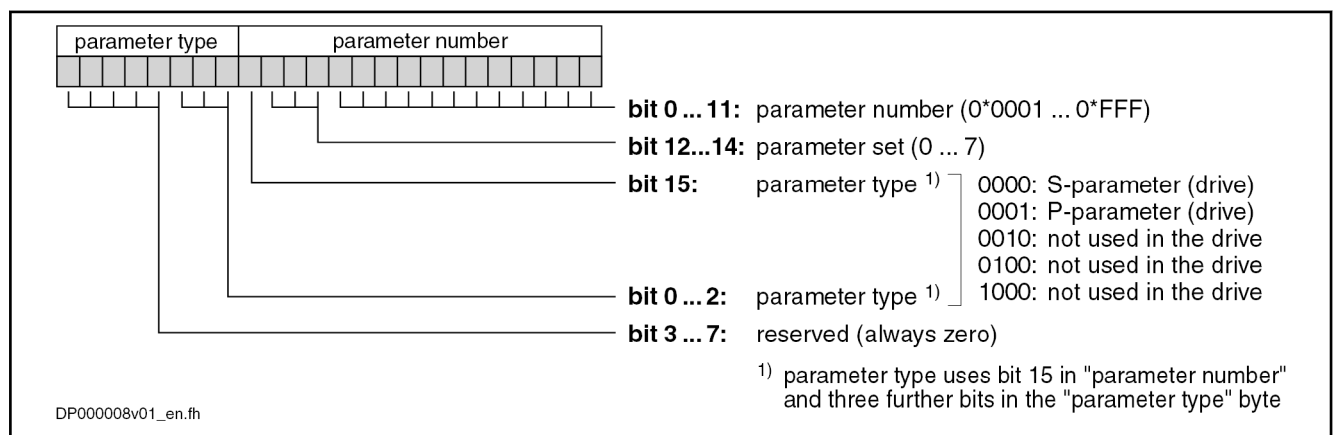 parameter type parameter number
bit 0 ... 11: parameter number (0*0001 ... 0*FFF)
bit 12...14: parameter set (0 ... 7)
bit 15: parameter type 1) 0000: S-parameter (drive)
0001: P-parameter (drive)
0010: not used in the drive
0100: not used in the drive
bit 0 ... 2: parameter type 1) 1000: not used in the drive
bit 3 ... 7: reserved (always zero)
1) parameter type uses bit 15 in "parameter number"
and three further bits in the "parameter type" byte
DP000008v01_en.fh